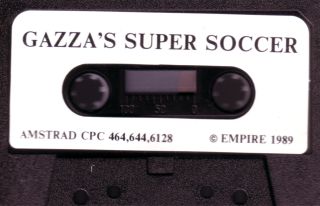 GAZZA'S SUPER SOCCER
100 50 0
AMSTRAD CPC 464,644,6128 © EMPIRE 1989